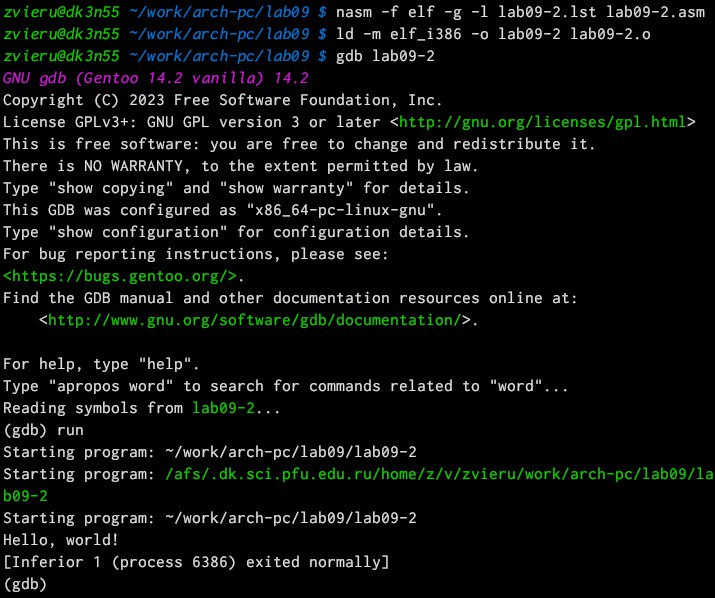 zvieru@dk3n55 ~/work/arch-pc/lab09 $ nasm -f elf -g -l lab09-2.lst lab09-2.asm
zvieru@dk3n55 ~/work/arch-pc/lab09 $ ld -m elf_i386 -o lab09-2 lab09-2.o
zvieru@dk3n55 ~/work/arch-pc/lab09 $ gdb lab09-2
GNU gdb (Gentoo 14.2 vanilla) 14.2
Copyright (C) 2023 Free Software Foundation, Inc.
License GPLv3+: GNU GPL version 3 or later <http://gnu.org/licenses/gpl.html>
This is free software: you are free to change and redistribute it.
There is NO WARRANTY, to the extent permitted by law.
Type "show copying" and "show warranty" for details.
This GDB was configured as "x86_64-pc-linux-gnu".
Type "show configuration" for configuration details.
For bug reporting instructions, please see:
<https://bugs.gentoo.org/>.
Find the GDB manual and other documentation resources online at:
    <http://www.gnu.org/software/gdb/documentation/>.

For help, type "help".
Type "apropos word" to search for commands related to "word"...
Reading symbols from lab09-2...
(gdb) run
Starting program: ~/work/arch-pc/lab09/lab09-2
Starting program: /afs/.dk.sci.pfu.edu.ru/home/z/v/zvieru/work/arch-pc/lab09/la
b09-2
Starting program: ~/work/arch-pc/lab09/lab09-2
Hello, world!
[Inferior 1 (process 6386) exited normally]
(gdb)